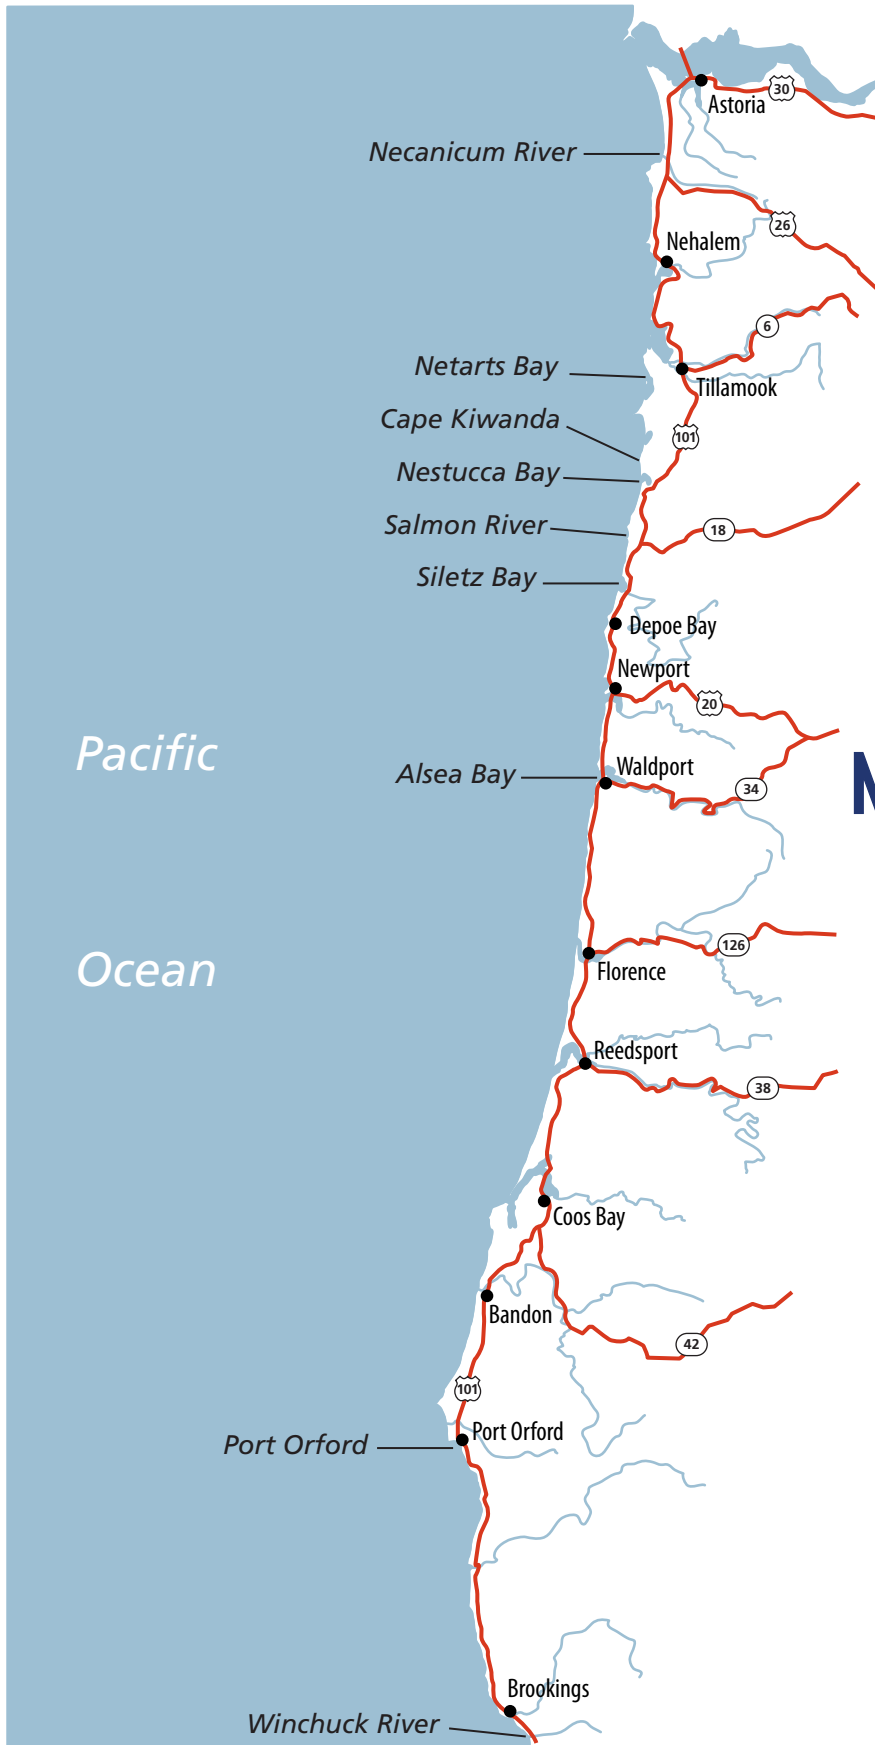 30
Astoria
Necanicum River
26
Nehalem
6
Netarts Bay
Tillamook
Cape Kiwanda
101
Nestucca Bay
Salmon River
18
Siletz Bay
Depoe Bay
Newport
20
Pacific
Alsea Bay
Waldport
34
126
Ocean
Florence
Reedsport
38
Coos Bay
Bandon
42
101
Port Orford
Port Orford
Brookings
Winchuck River